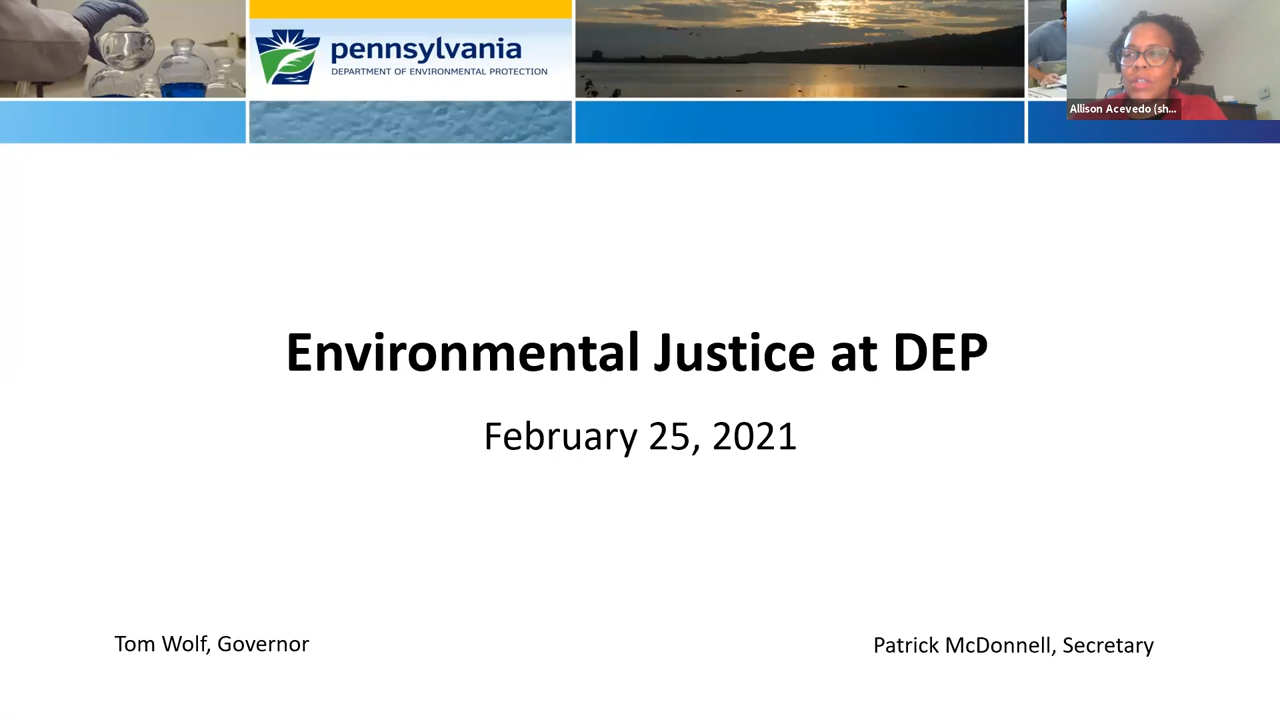 pennsylvania
DEPARTMENT OF ENVIRONMENTAL PROTECTION
Allison Acevedo (sh...
Environmental Justice at DEP
February 25, 2021
Tom Wolf, Governor
Patrick McDonnell, Secretary